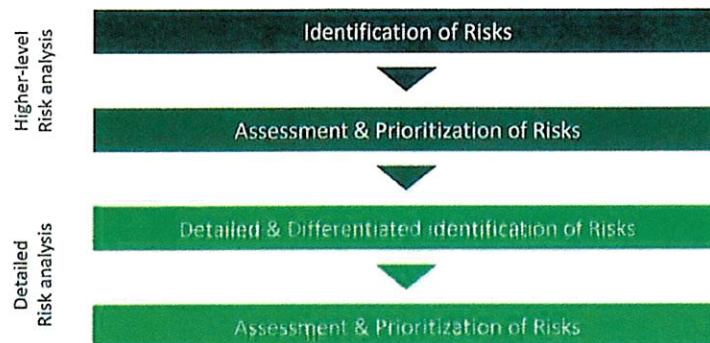 Higher-level
Risk analysis
Identification of Risks
Assessment & Prioritization of Risks
Detailed
Risk analysis
Detailed & Differentiated Identification of Risks
Assessment & Prioritization of Risks